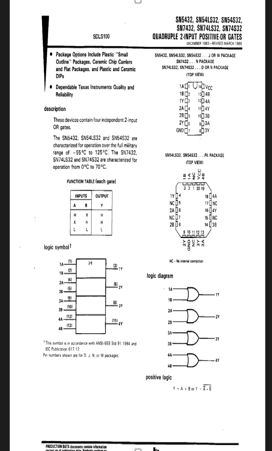 SN5432, SN54LS32, SN54S32,
SN7432, SN74LS32, SN74S32
QUADRUPLE 2-INPUT POSITIVE-OR GATES
DECEMBER 1983 - REVISED MARCH 1988
SCLS100
• Package Options Include Plastic "Small
Outline" Packages, Ceramic Chip Carriers
and Flat Packages, and Plastic and Ceramic
DIPs
• Dependable Texas Instruments Quality and
Reliability
description
These devices contain four independent 2-input
OR gates.
The SN5432, SN54LS32 and SN54S32 are
characterized for operation over the full military
range of -55°C to 125°C. The SN7432,
SN74LS32 and SN74S32 are characterized for
operation from 0°C to 70°C.
FUNCTION TABLE (each gate)
INPUTS OUTPUT
A B Y
H X H
X H H
L L L
logic symbol†
1A (1)
1B (2)
2A (4)
2B (5)
3A (9)
3B (10)
4A (12)
4B (13)
≥1
(3) 1Y
(6) 2Y
(8) 3Y
(11) 4Y
† This symbol is in accordance with ANSI/IEEE Std 91-1984 and
IEC Publication 617-12.
Pin numbers shown are for D, J, N, or W packages.
SN5432, SN54LS32, SN54S32 . . . J OR W PACKAGE
SN7432 . . . N PACKAGE
SN74LS32, SN74S32 . . . D OR N PACKAGE
(TOP VIEW)
1A 1 14 VCC
1B 2 13 4B
1Y 3 12 4A
2A 4 11 4Y
2B 5 10 3B
2Y 6 9 3A
GND 7 8 3Y
SN54LS32, SN54S32 . . . FK PACKAGE
(TOP VIEW)
1B 1A NC VCC 4B
3 2 1 20 19
1Y 4 18 4A
NC 5 17 NC
2A 6 16 4Y
NC 7 15 NC
2B 8 14 3B
9 10 11 12 13
2Y GND NC 3Y 3A
NC - No internal connection
logic diagram
1A
1B
1Y
2A
2B
2Y
3A
3B
3Y
4A
4B
4Y
positive logic
PRODUCTION DATA documents contain information